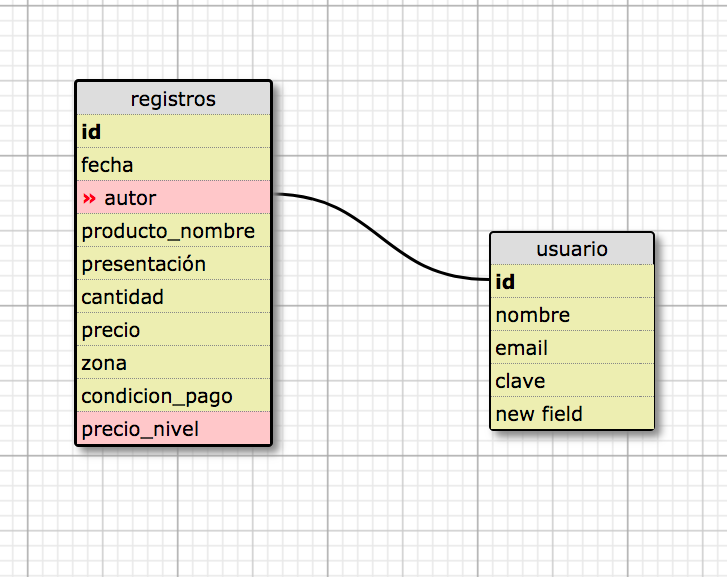 registros
id
fecha
» autor
producto_nombre
presentación
cantidad
precio
zona
condicion_pago
precio_nivel
usuario
id
nombre
email
clave
new field